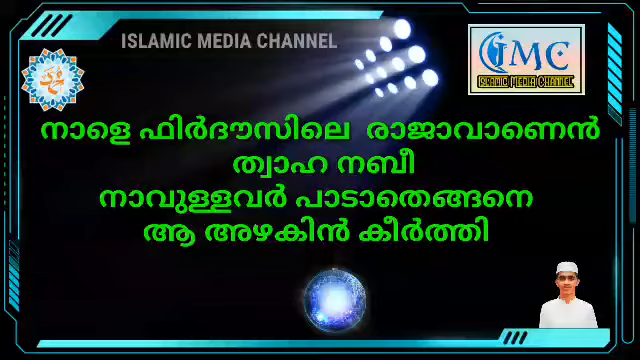 ISLAMIC MEDIA CHANNEL
IMC
ISLAMIC MEDIA CHANNEL
നാളെ ഫിർദൗസിലെ രാജാവാണെൻ
ത്വാഹ നബീ
നാവുള്ളവർ പാടാതെങ്ങനെ
ആ അഴകിൻ കീർത്തി